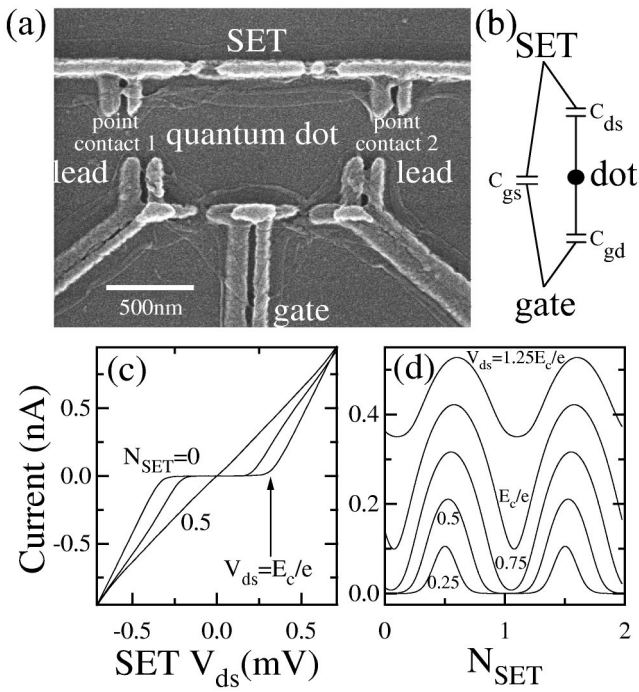 (a)
SET
point
contact 1
quantum dot
point
contact 2
lead
lead
500nm
gate
(b)
SET
C_ds
dot
C_gs
C_gd
gate
(c)
Current (nA)
0.5
0.0
-0.5
N_SET=0
0.5
V_ds=E_c/e
-0.5
0.0
0.5
SET V_ds(mV)
(d)
V_ds=1.25E_c/e
0.4
0.2
0.0
E_c/e
0.5
0.75
0.25
0
1
2
N_SET